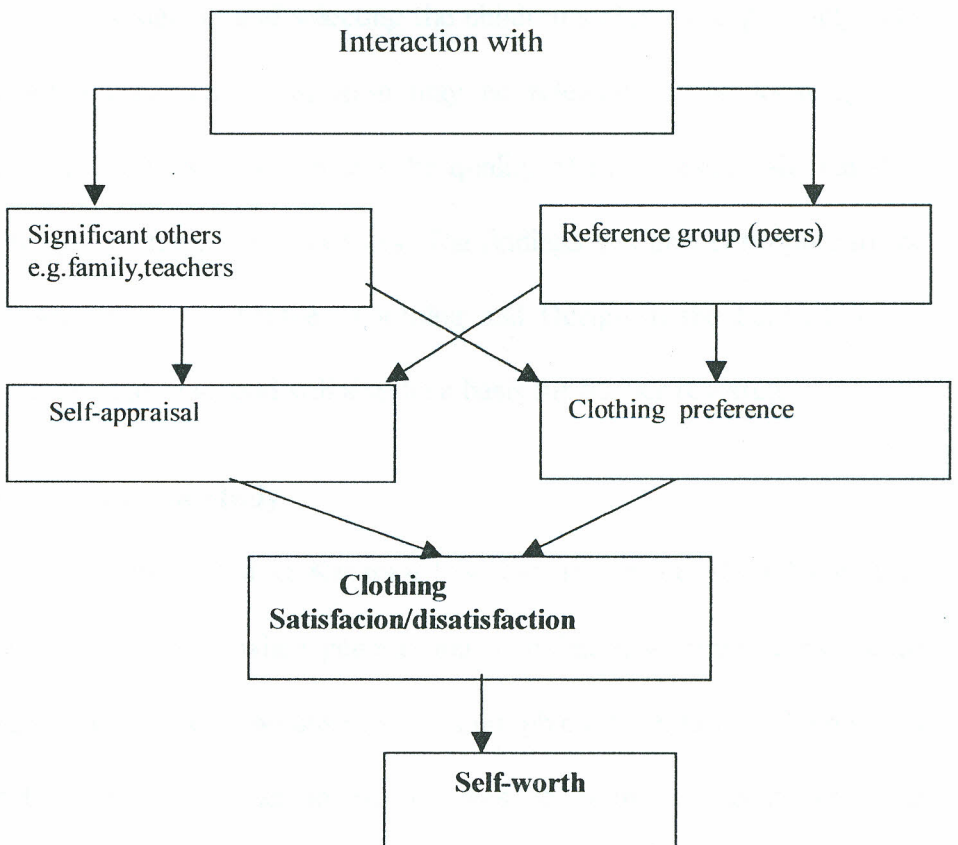 Interaction with
Significant others
e.g.family,teachers
Reference group (peers)
Self-appraisal
Clothing preference
Clothing
Satisfacion/disatisfaction
Self-worth